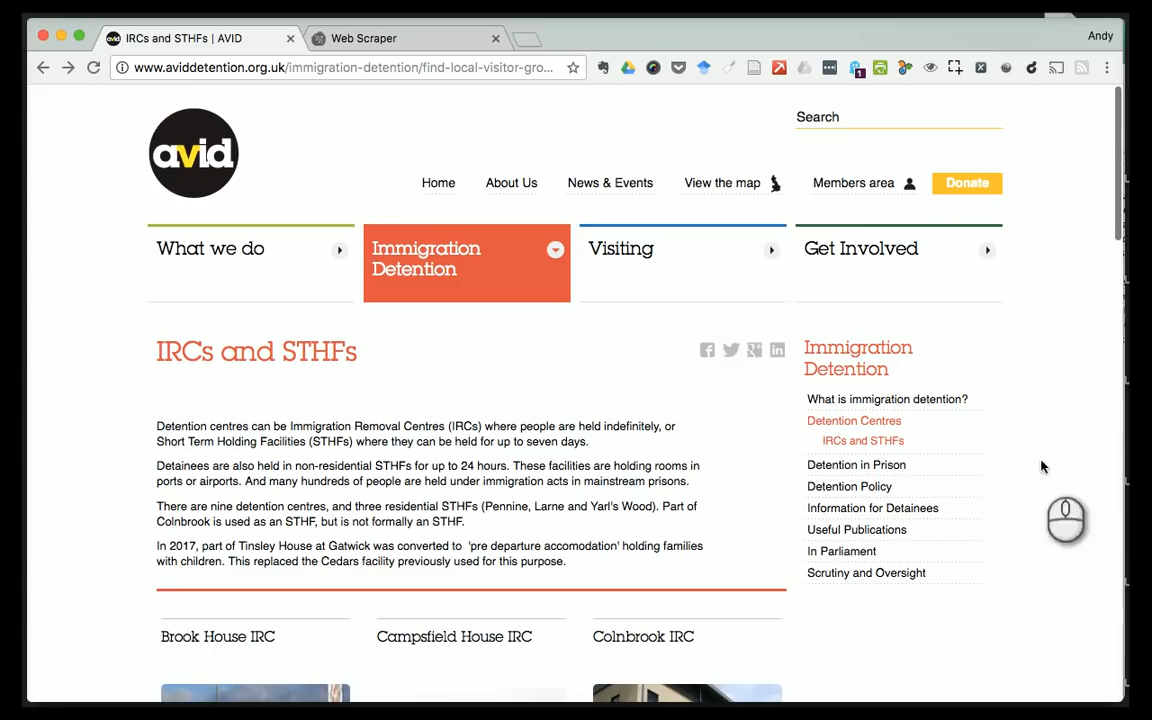 IRCs and STHFs | AVID
Web Scraper
Andy
www.aviddetention.org.uk/immigration-detention/find-local-visitor-gro...
1
Search
avid
Home
About Us
News & Events
View the map
Members area
Donate
What we do
Immigration
Detention
Visiting
Get Involved
IRCs and STHFs
Detention centres can be Immigration Removal Centres (IRCs) where people are held indefinitely, or
Short Term Holding Facilities (STHFs) where they can be held for up to seven days.
Detainees are also held in non-residential STHFs for up to 24 hours. These facilities are holding rooms in
ports or airports. And many hundreds of people are held under immigration acts in mainstream prisons.
There are nine detention centres, and three residential STHFs (Pennine, Larne and Yarl's Wood). Part of
Colnbrook is used as an STHF, but is not formally an STHF.
In 2017, part of Tinsley House at Gatwick was converted to 'pre departure accomodation' holding families
with children. This replaced the Cedars facility previously used for this purpose.
Immigration
Detention
What is immigration detention?
Detention Centres
IRCs and STHFs
Detention in Prison
Detention Policy
Information for Detainees
Useful Publications
In Parliament
Scrutiny and Oversight
Brook House IRC
Campsfield House IRC
Colnbrook IRC